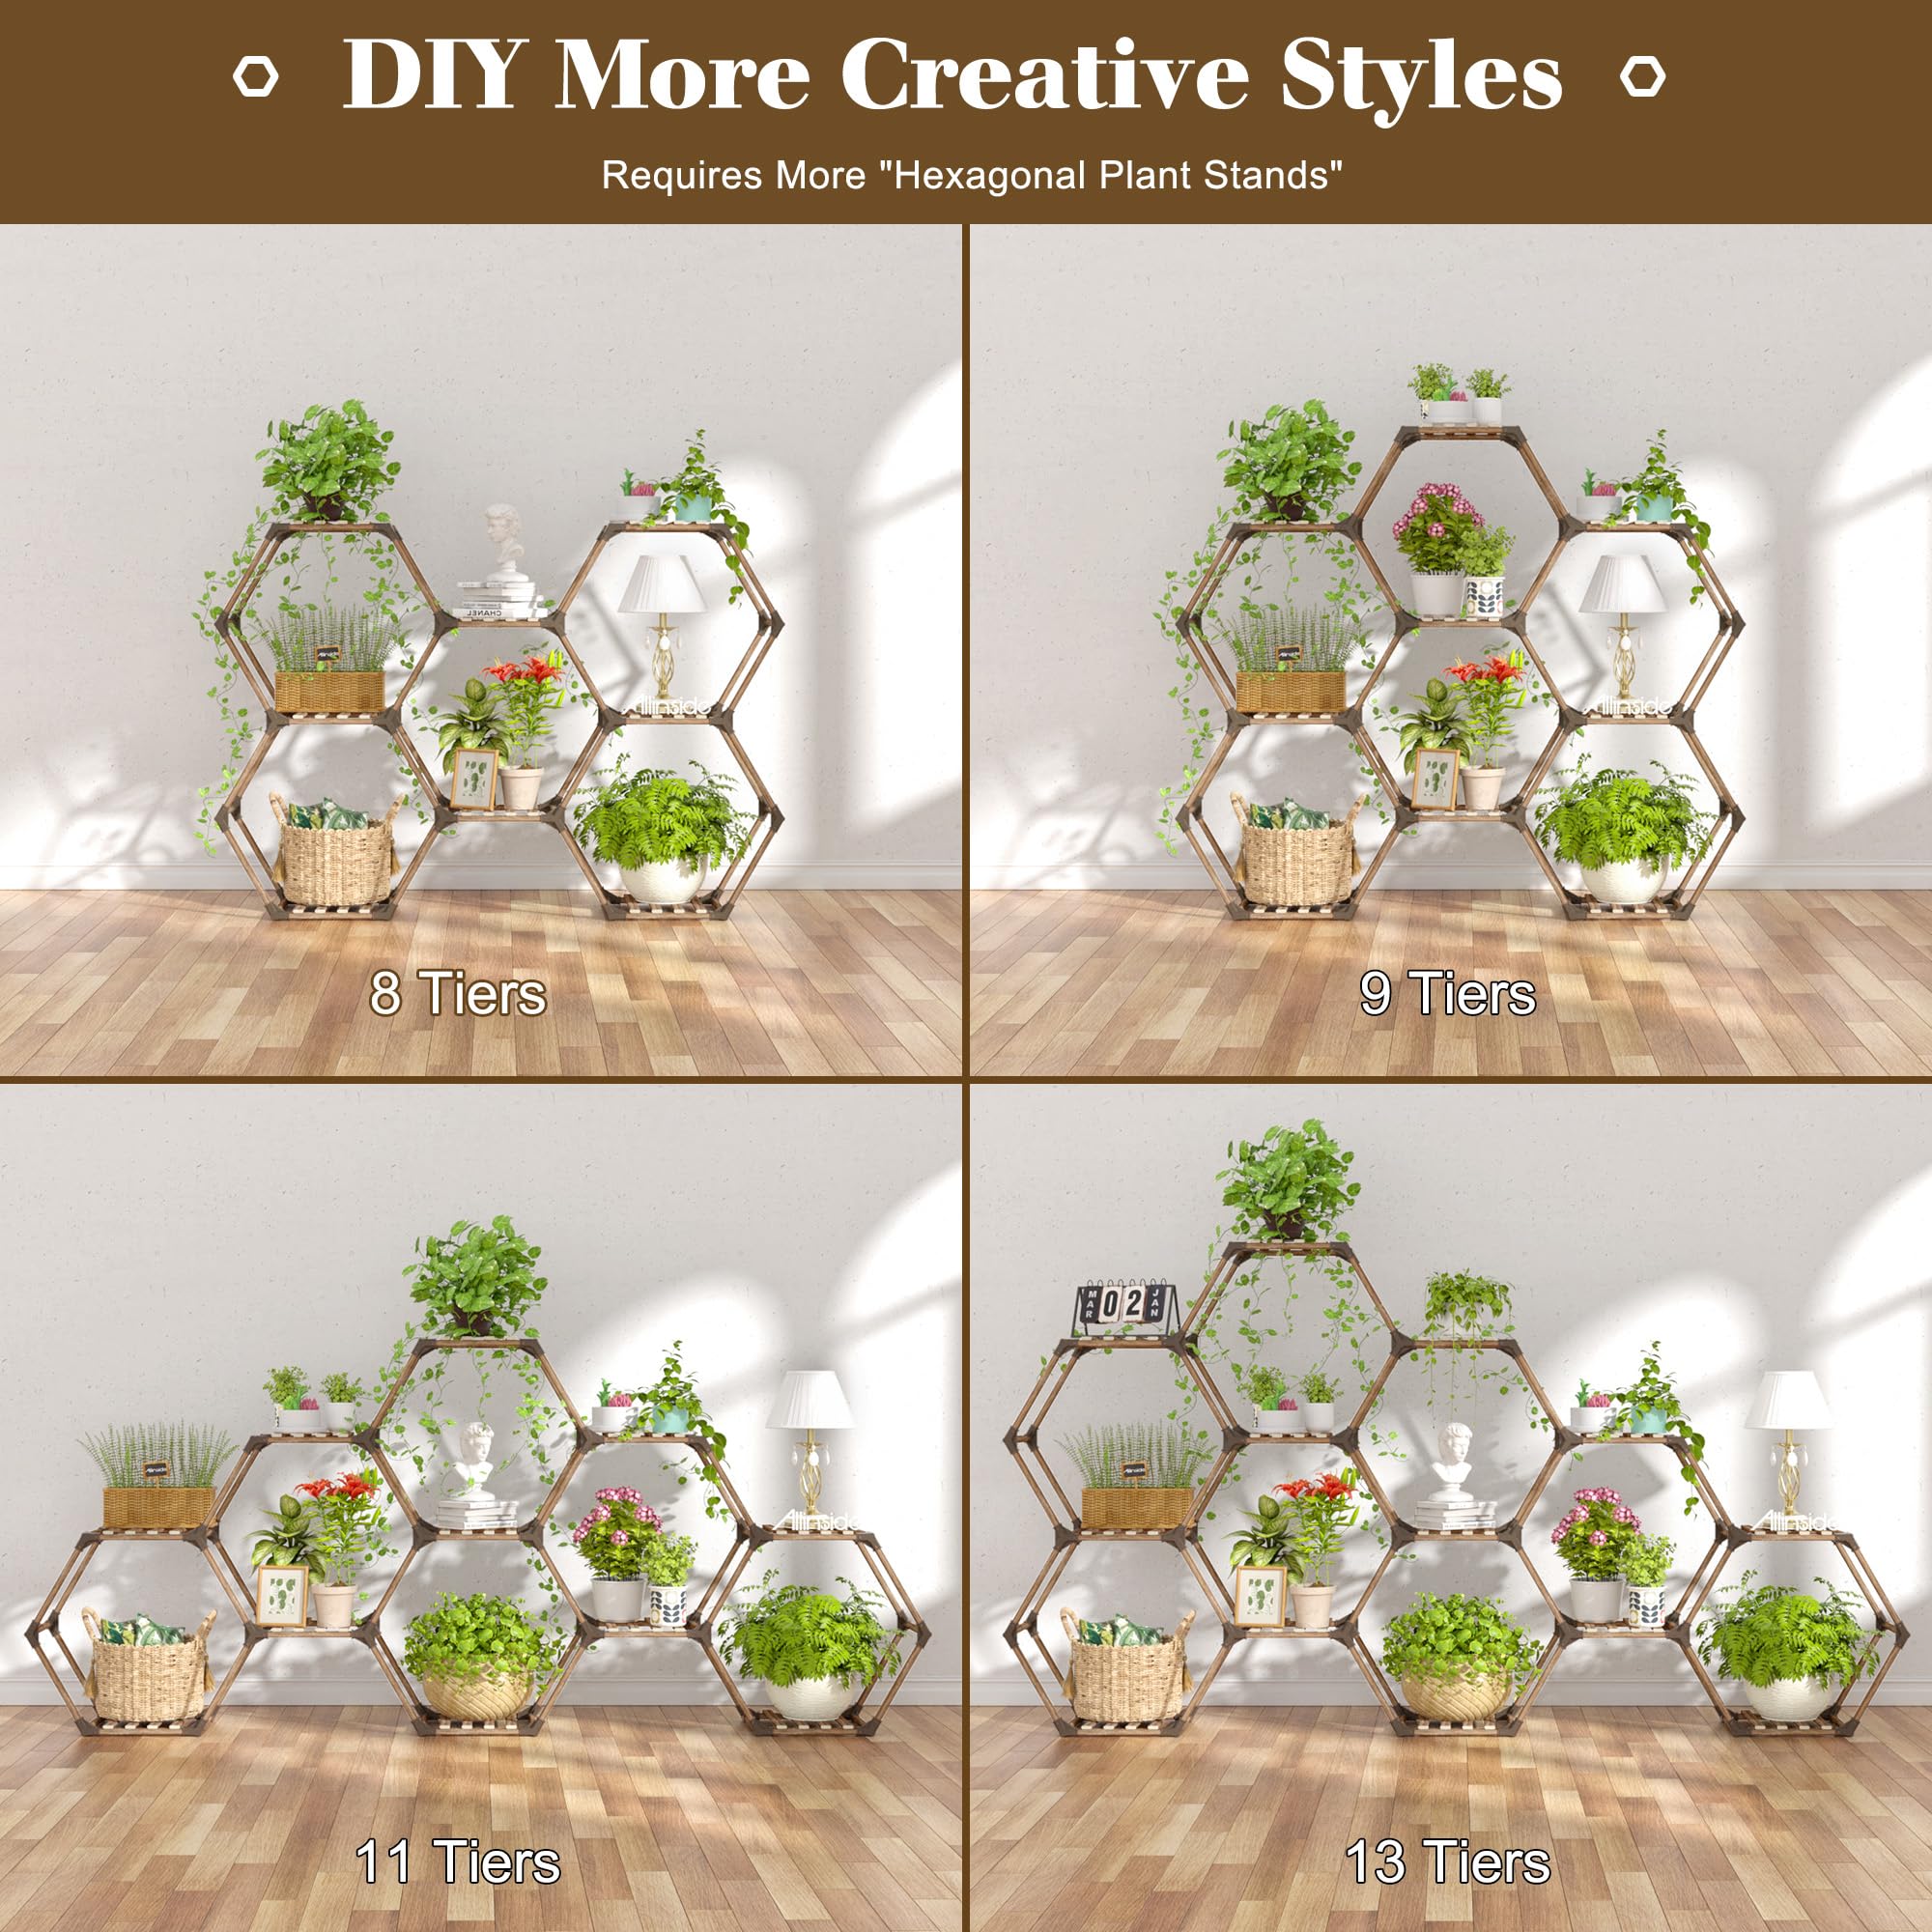 DIY More Creative Styles
Requires More "Hexagonal Plant Stands"
CHANEL
Allinside
8 Tiers
Allinside
9 Tiers
MAR 02 JAN
Allinside
11 Tiers
Allinside
13 Tiers